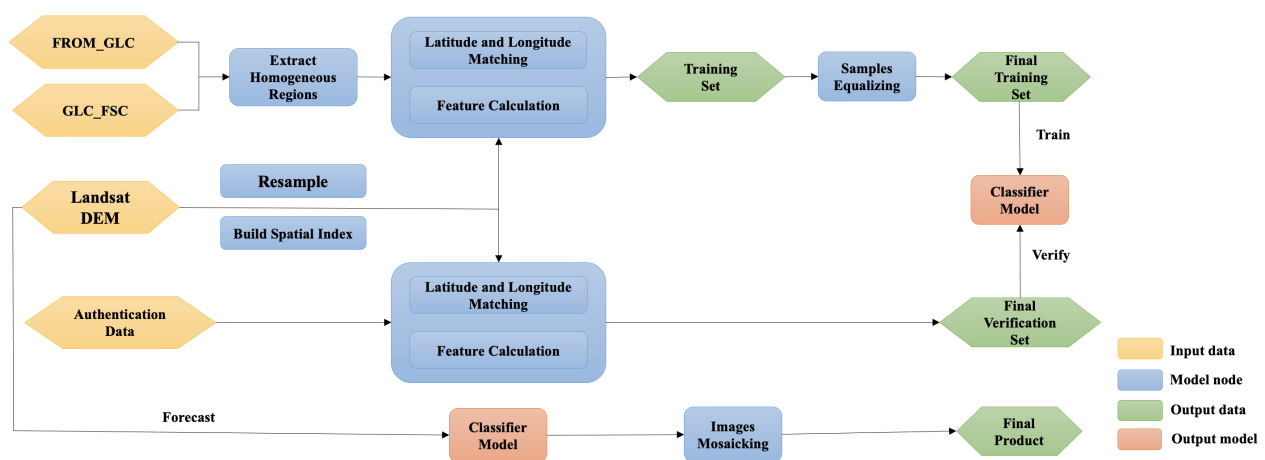 FROM_GLC
GLC_FSC
Extract
Homogeneous
Regions
Latitude and Longitude
Matching
Feature Calculation
Training
Set
Samples
Equalizing
Final
Training
Set
Train
Landsat
DEM
Resample
Build Spatial Index
Classifier
Model
Verify
Authentication
Data
Latitude and Longitude
Matching
Feature Calculation
Final
Verification
Set
Forecast
Classifier
Model
Images
Mosaicking
Final
Product
Input data
Model node
Output data
Output model